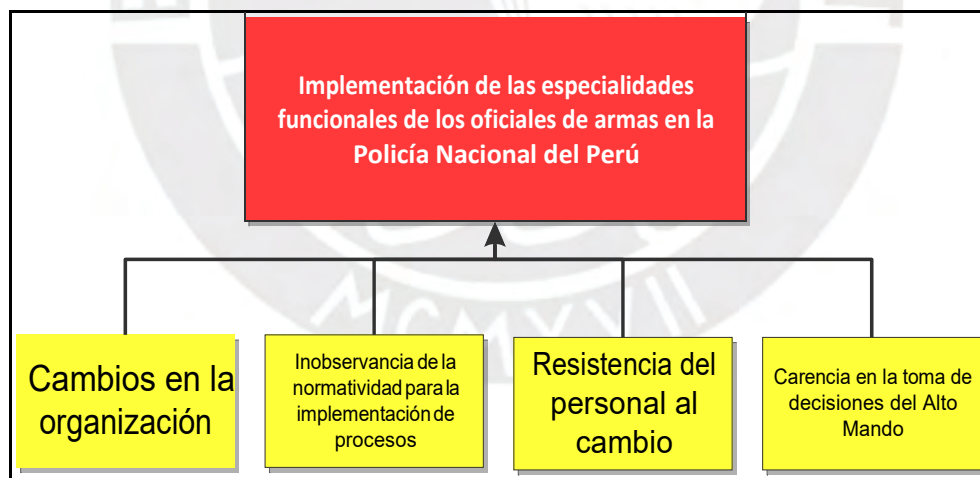 Implementación de las especialidades
funcionales de los oficiales de armas en la
Policía Nacional del Perú
MCMXVII
Cambios en la
organización
Inobservancia de la
normatividad para la
implementación de
procesos
Resistencia del
personal al
cambio
Carencia en la toma de
decisiones del Alto
Mando